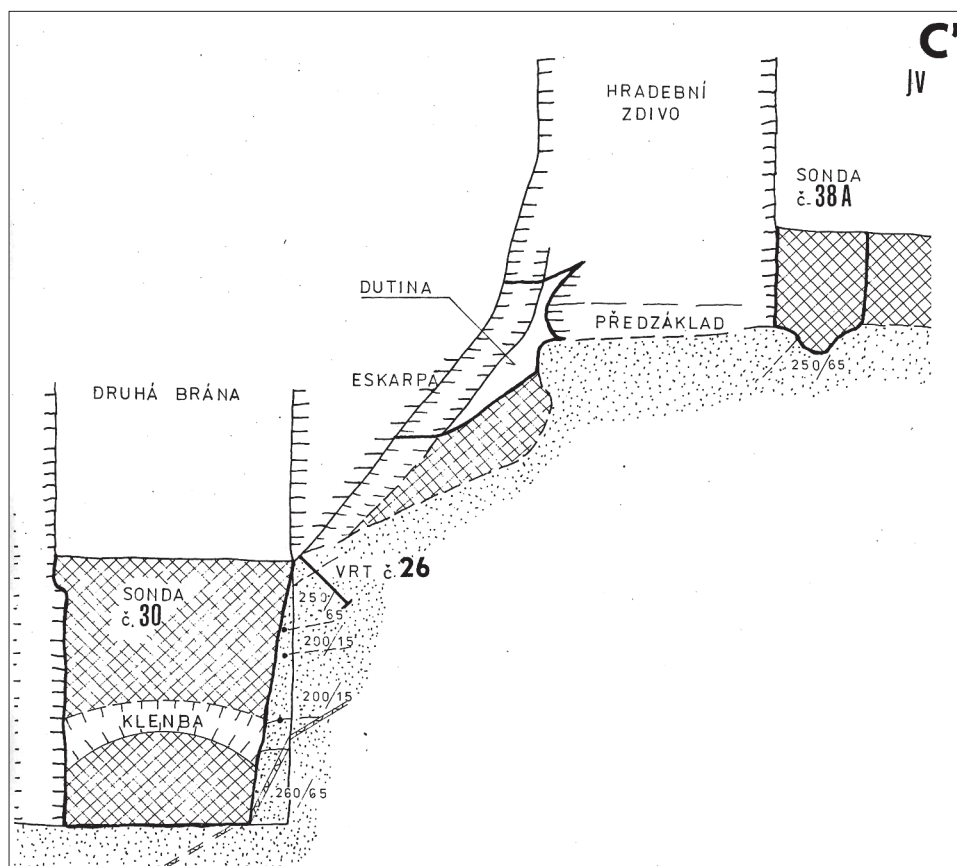 C'
JV
HRADEBNÍ
ZDIVO
SONDA
č. 38A
DUTINA
PŘEDZÁKLAD
250/65
ESKARPA
DRUHÁ BRÁNA
VRT č. 26
SONDA
č. 30
250/65
200/15
200/15
KLENBA
260/65